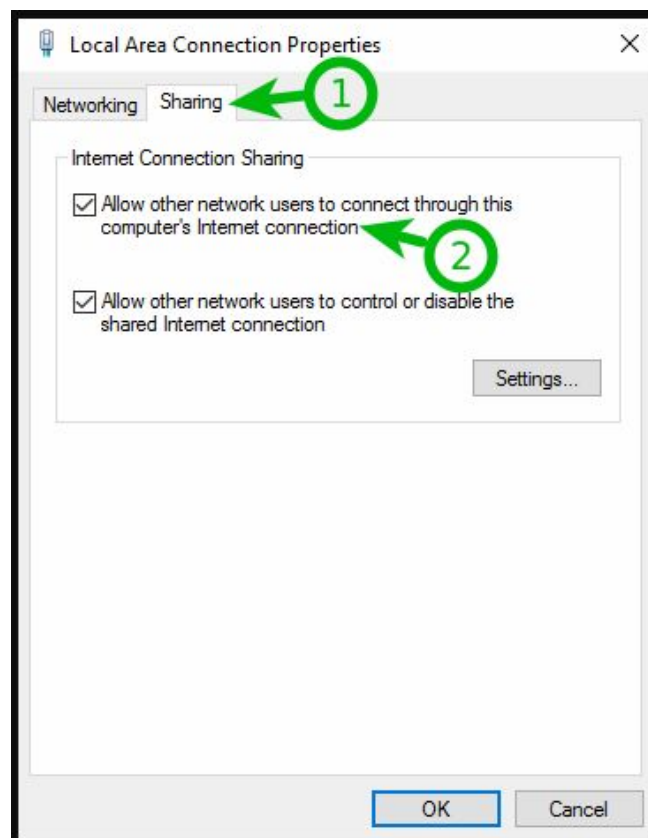 Local Area Connection Properties
Networking
Sharing
1
Internet Connection Sharing
Allow other network users to connect through this
computer's Internet connection
2
Allow other network users to control or disable the
shared Internet connection
Settings...
OK
Cancel